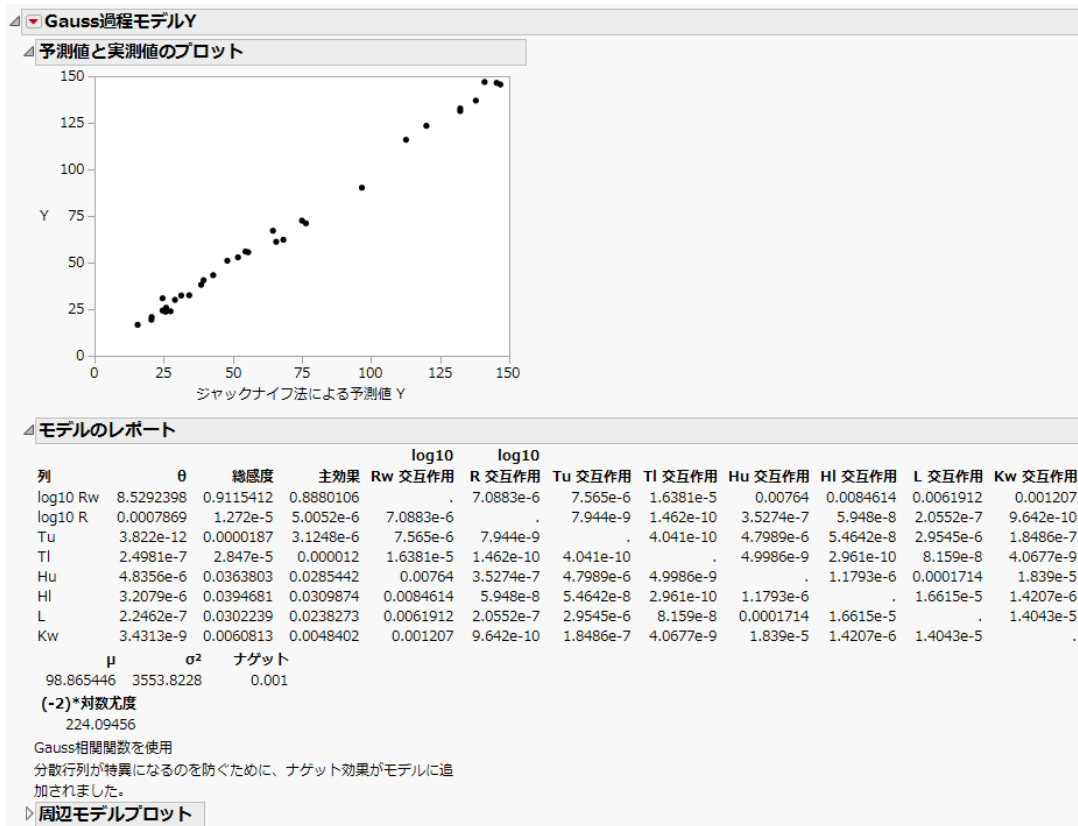 Gauss過程モデルY
予測値と実測値のプロット
150
125
100
Y 75
50
25
0
0 25 50 75 100 125 150
ジャックナイフ法による予測値 Y
モデルのレポート
log10 log10
列 θ 総感度 主効果 Rw 交互作用 R 交互作用 Tu 交互作用 Tl 交互作用 Hu 交互作用 Hl 交互作用 L 交互作用 Kw 交互作用
log10 Rw 8.5292398 0.9115412 0.8880106 . 7.0883e-6 7.565e-6 1.6381e-5 0.00764 0.0084614 0.0061912 0.001207
log10 R 0.0007869 1.272e-5 5.0052e-6 7.0883e-6 . 7.944e-9 1.462e-10 3.5274e-7 5.948e-8 2.0552e-7 9.642e-10
Tu 3.822e-12 0.0000187 3.1248e-6 7.565e-6 7.944e-9 . 4.041e-10 4.7989e-6 5.4642e-8 2.9545e-6 1.8486e-7
Tl 2.4981e-7 2.847e-5 0.000012 1.6381e-5 1.462e-10 4.041e-10 . 4.9986e-9 2.961e-10 8.159e-8 4.0677e-9
Hu 4.8356e-6 0.0363803 0.0285442 0.00764 3.5274e-7 4.7989e-6 4.9986e-9 . 1.1793e-6 0.0001714 1.839e-5
Hl 3.2079e-6 0.0394681 0.0309874 0.0084614 5.948e-8 5.4642e-8 2.961e-10 1.1793e-6 . 1.6615e-5 1.4207e-6
L 2.2462e-7 0.0302239 0.0238273 0.0061912 2.0552e-7 2.9545e-6 8.159e-8 0.0001714 1.6615e-5 . 1.4043e-5
Kw 3.4313e-9 0.0060813 0.0048402 0.001207 9.642e-10 1.8486e-7 4.0677e-9 1.839e-5 1.4207e-6 1.4043e-5 .
μ σ² ナゲット
98.865446 3553.8228 0.001
(-2)*対数尤度
224.09456
Gauss相関関数を使用
分散行列が特異になるのを防ぐために、ナゲット効果がモデルに追
加されました。
周辺モデルプロット